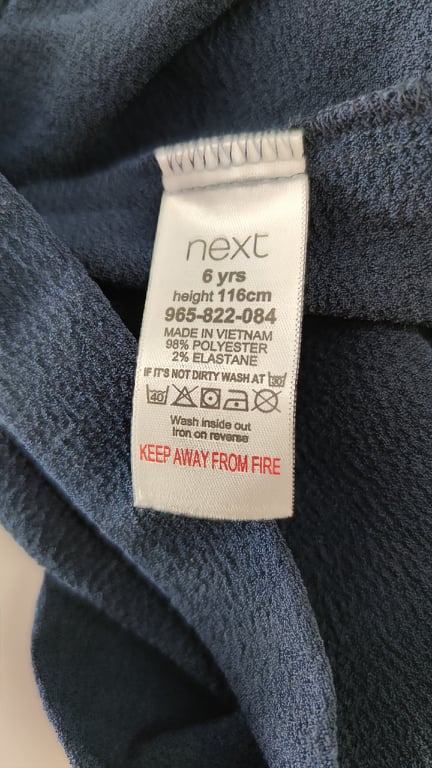 next
6 yrs
height 116cm
965-822-084
MADE IN VIETNAM
98% POLYESTER
2% ELASTANE
IF IT'S NOT DIRTY WASH AT 30
40
Wash inside out
Iron on reverse
KEEP AWAY FROM FIRE